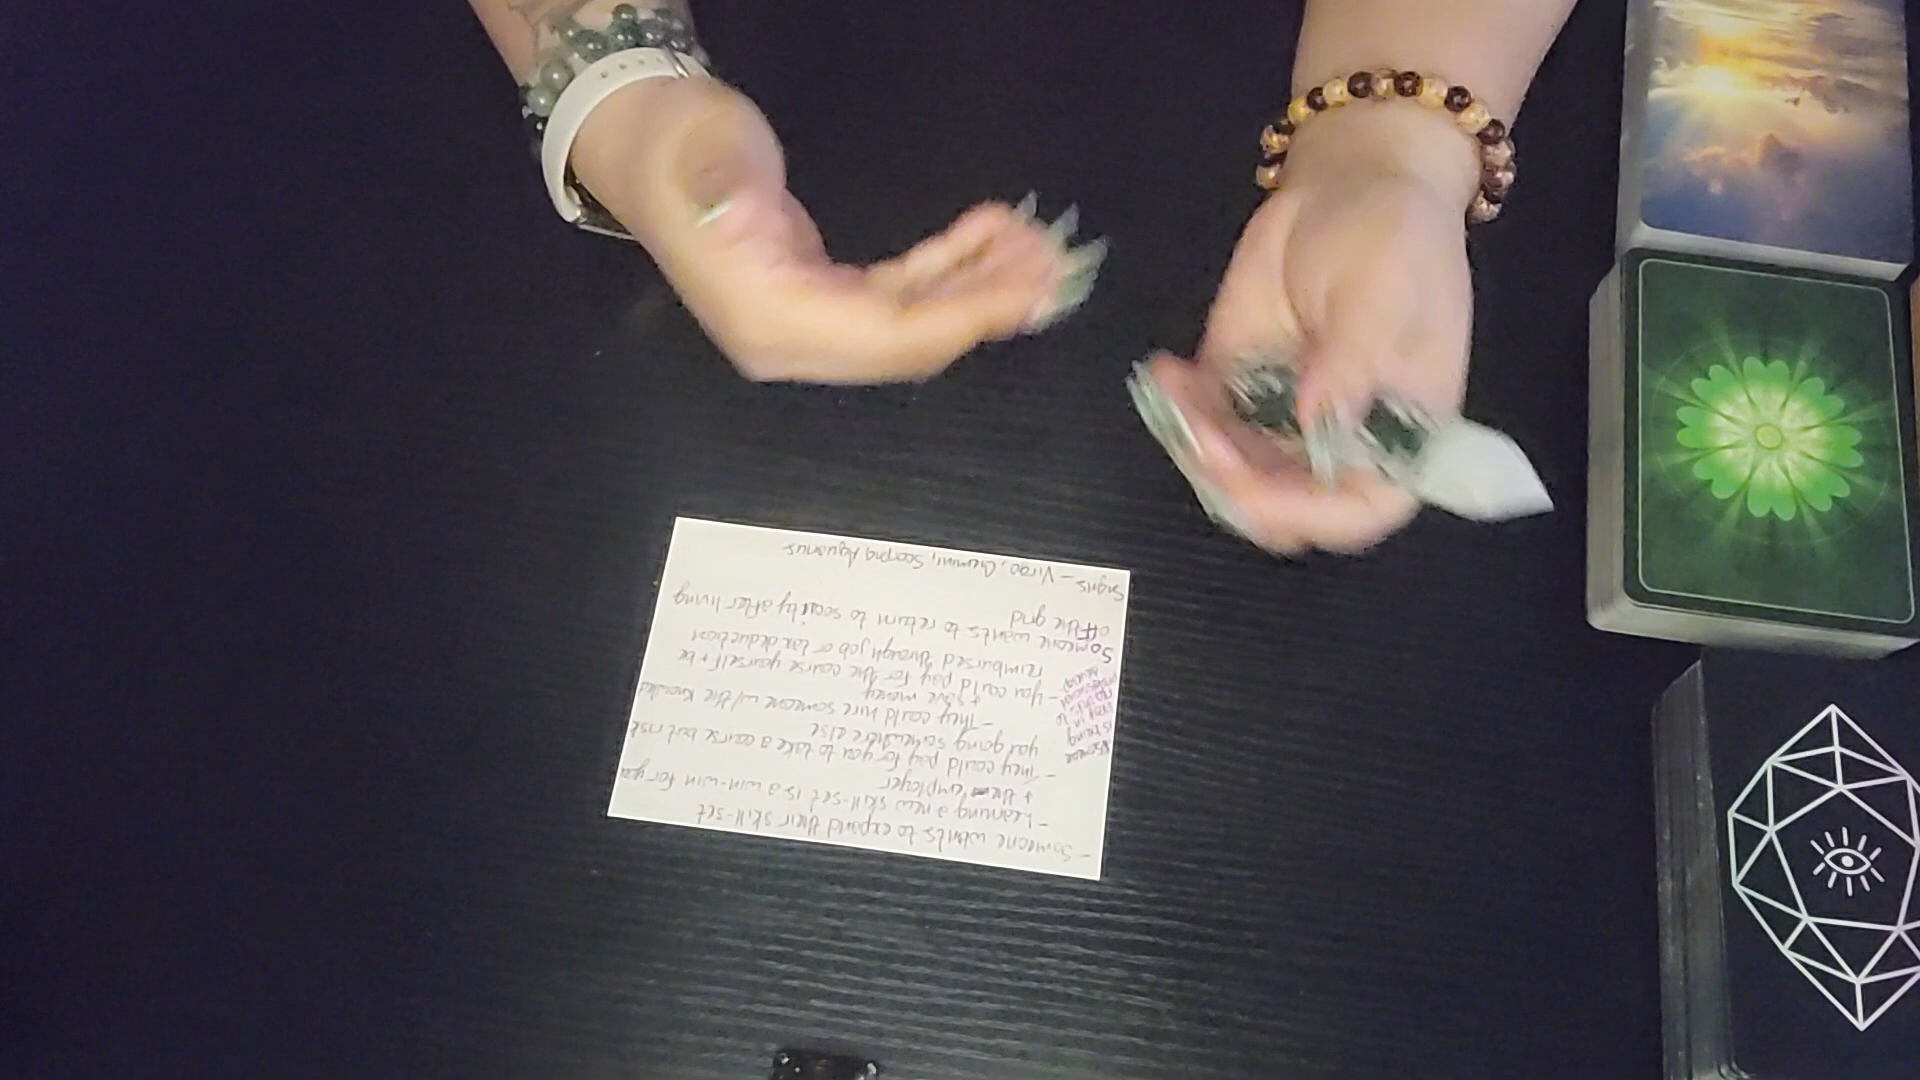 - Someone wants to expand their skill-set
- Learning a new skill-set is a win-win for you
+ the employer
- They could pay for you to take a course but risk
you going somewhere else
- They could hire someone w/ the
+ save money
- you could pay for the course yourself + be
reimbursed through job or tax deduction
Someone wants to return to society after living
off the grid
Signs - Virgo, Gemini, Scorpio Aquarius
is being